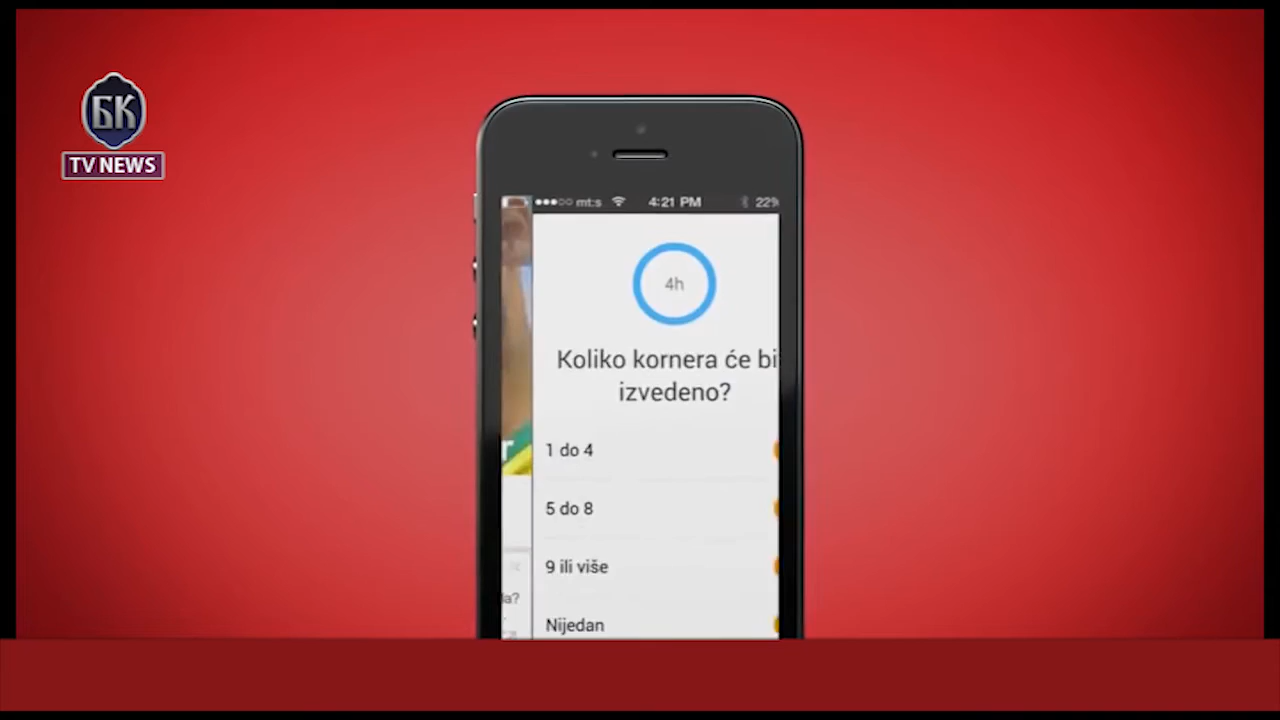 БК
TV NEWS
mt:s 4:21 PM 22%
4h
Koliko kornera će bi
izvedeno?
1 do 4
5 do 8
9 ili više
Nijedan